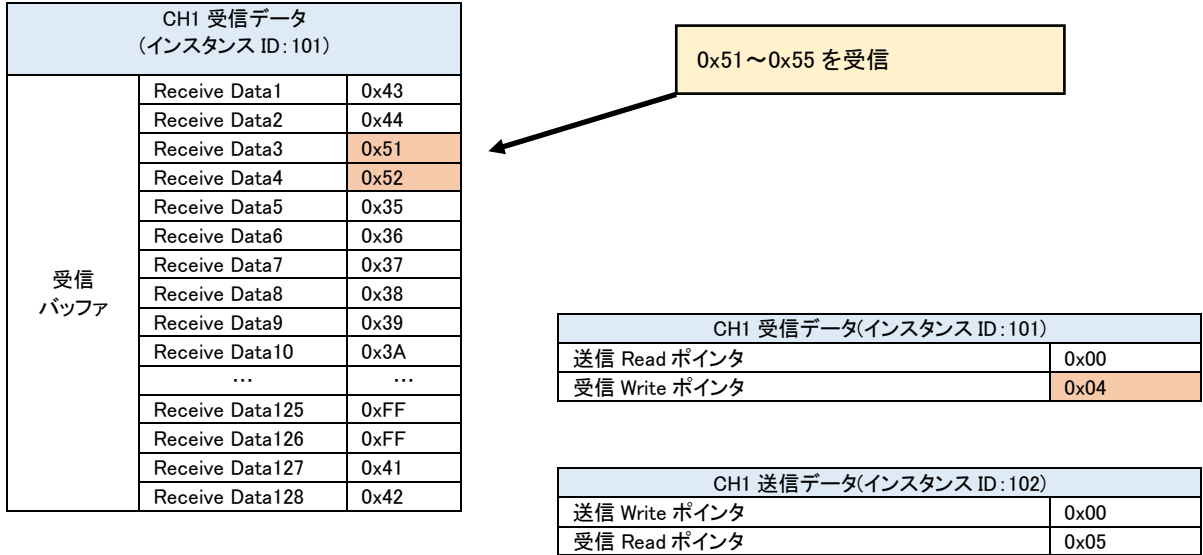 CH1 受信データ
(インスタンス ID:101)
受信
バッファ
Receive Data1 0x43
Receive Data2 0x44
Receive Data3 0x51
Receive Data4 0x52
Receive Data5 0x35
Receive Data6 0x36
Receive Data7 0x37
Receive Data8 0x38
Receive Data9 0x39
Receive Data10 0x3A
… …
Receive Data125 0xFF
Receive Data126 0xFF
Receive Data127 0x41
Receive Data128 0x42
0x51~0x55 を受信
CH1 受信データ(インスタンス ID:101)
送信 Read ポインタ 0x00
受信 Write ポインタ 0x04
CH1 送信データ(インスタンス ID:102)
送信 Write ポインタ 0x00
受信 Read ポインタ 0x05